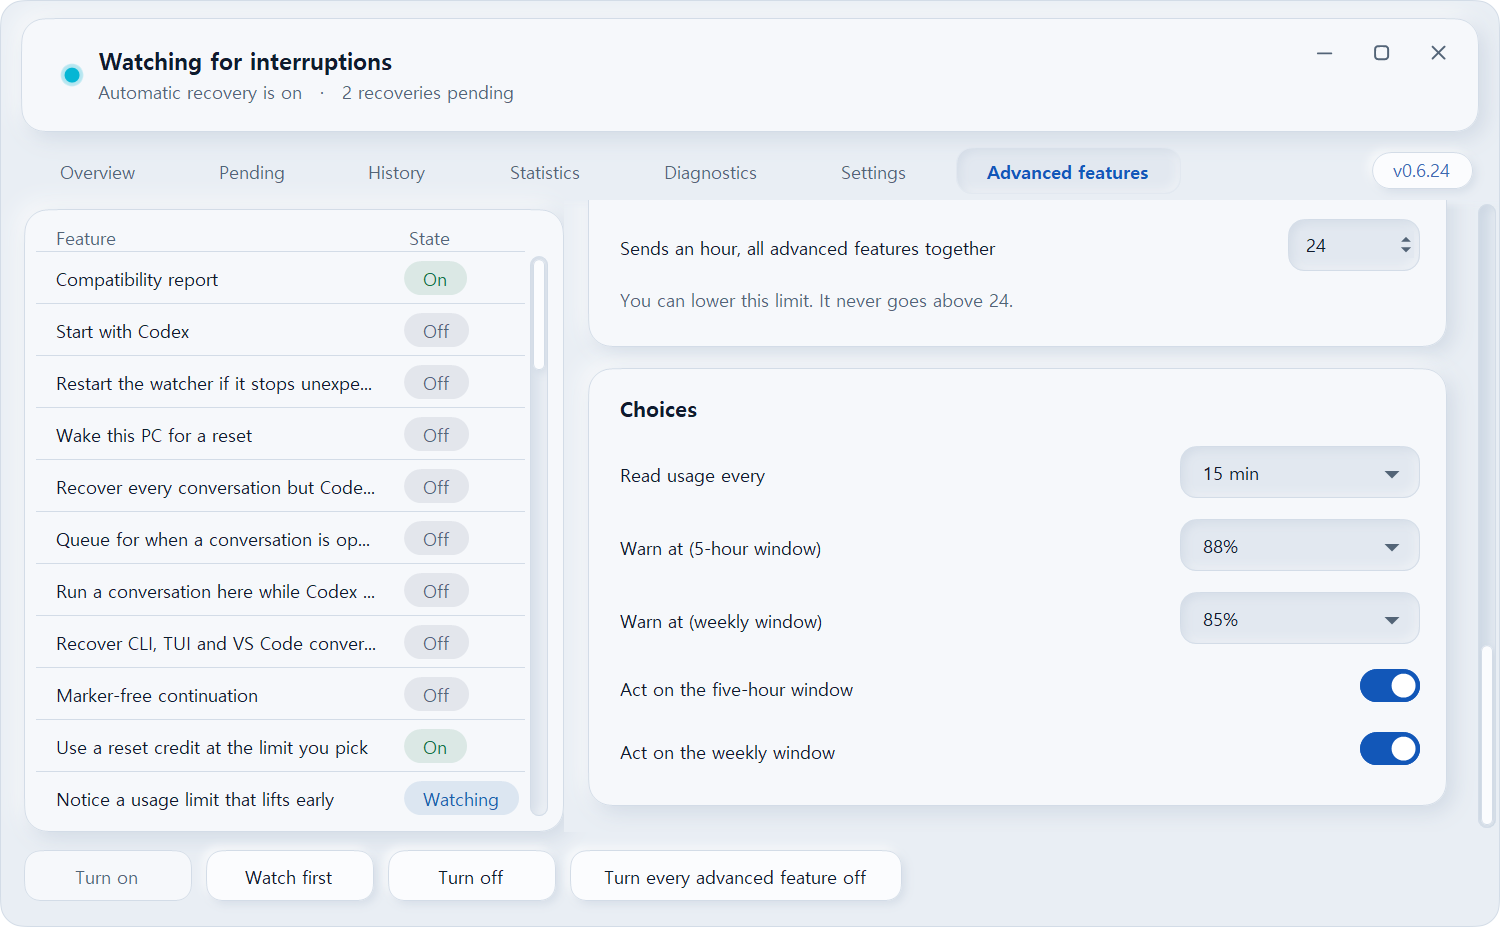 Watching for interruptions
Automatic recovery is on · 2 recoveries pending
Overview Pending History Statistics Diagnostics Settings Advanced features v0.6.24
Feature State
Compatibility report On
Start with Codex Off
Restart the watcher if it stops unexpe... Off
Wake this PC for a reset Off
Recover every conversation but Code... Off
Queue for when a conversation is op... Off
Run a conversation here while Codex ... Off
Recover CLI, TUI and VS Code conver... Off
Marker-free continuation Off
Use a reset credit at the limit you pick On
Notice a usage limit that lifts early Watching
Sends an hour, all advanced features together 24
You can lower this limit. It never goes above 24.
Choices
Read usage every 15 min
Warn at (5-hour window) 88%
Warn at (weekly window) 85%
Act on the five-hour window
Act on the weekly window
Turn on Watch first Turn off Turn every advanced feature off